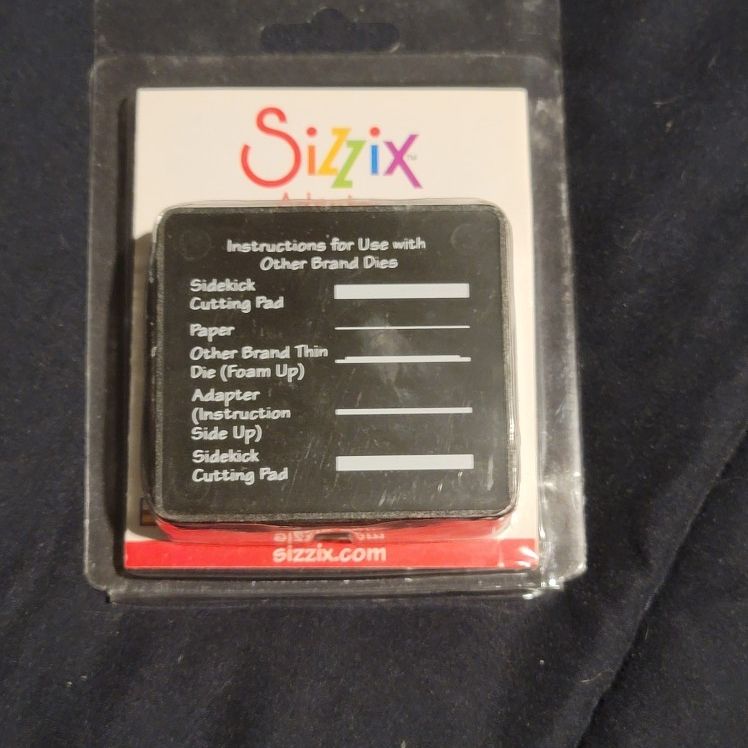 Sizzix™
Instructions for Use with
Other Brand Dies
Sidekick
Cutting Pad
Paper
Other Brand Thin
Die (Foam Up)
Adapter
(Instruction
Side Up)
Sidekick
Cutting Pad
sizzix.com